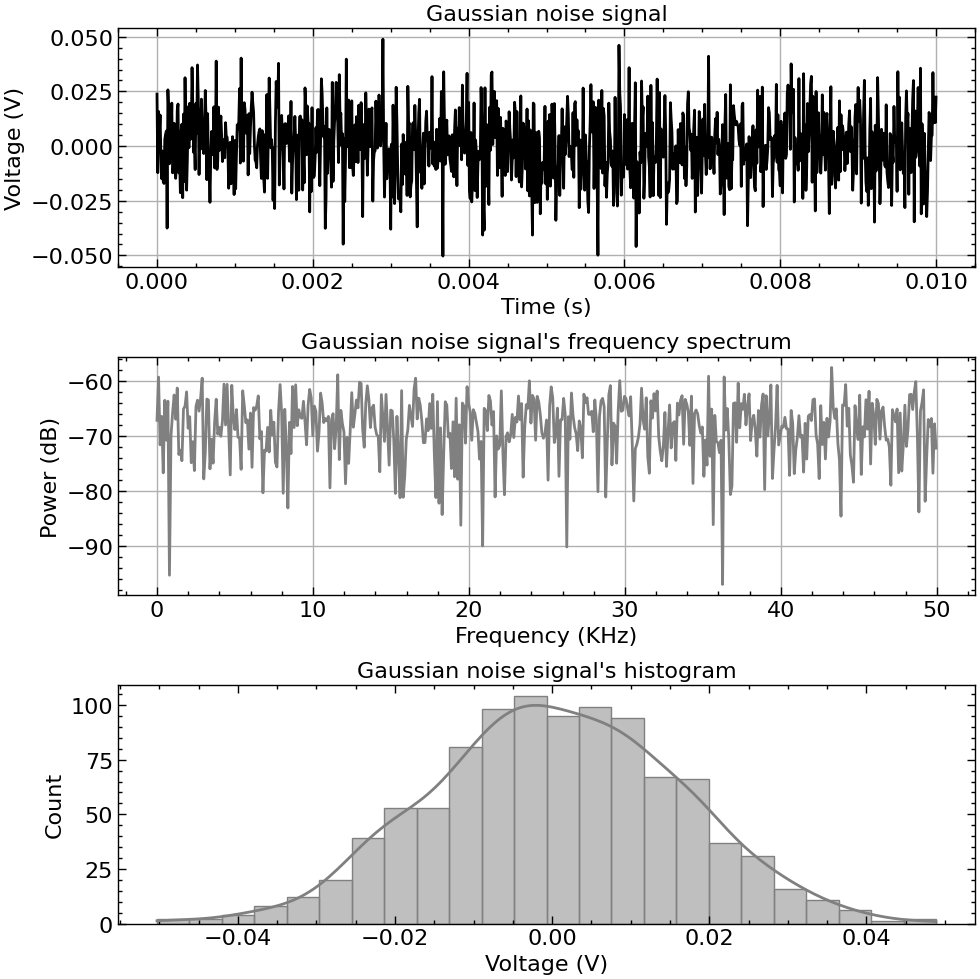 Gaussian noise signal
0.050
0.025
0.000
−0.025
−0.050
Voltage (V)
0.000 0.002 0.004 0.006 0.008 0.010
Time (s)
Gaussian noise signal's frequency spectrum
−60
−70
−80
−90
Power (dB)
0 10 20 30 40 50
Frequency (KHz)
Gaussian noise signal's histogram
100
75
50
25
0
Count
−0.04 −0.02 0.00 0.02 0.04
Voltage (V)